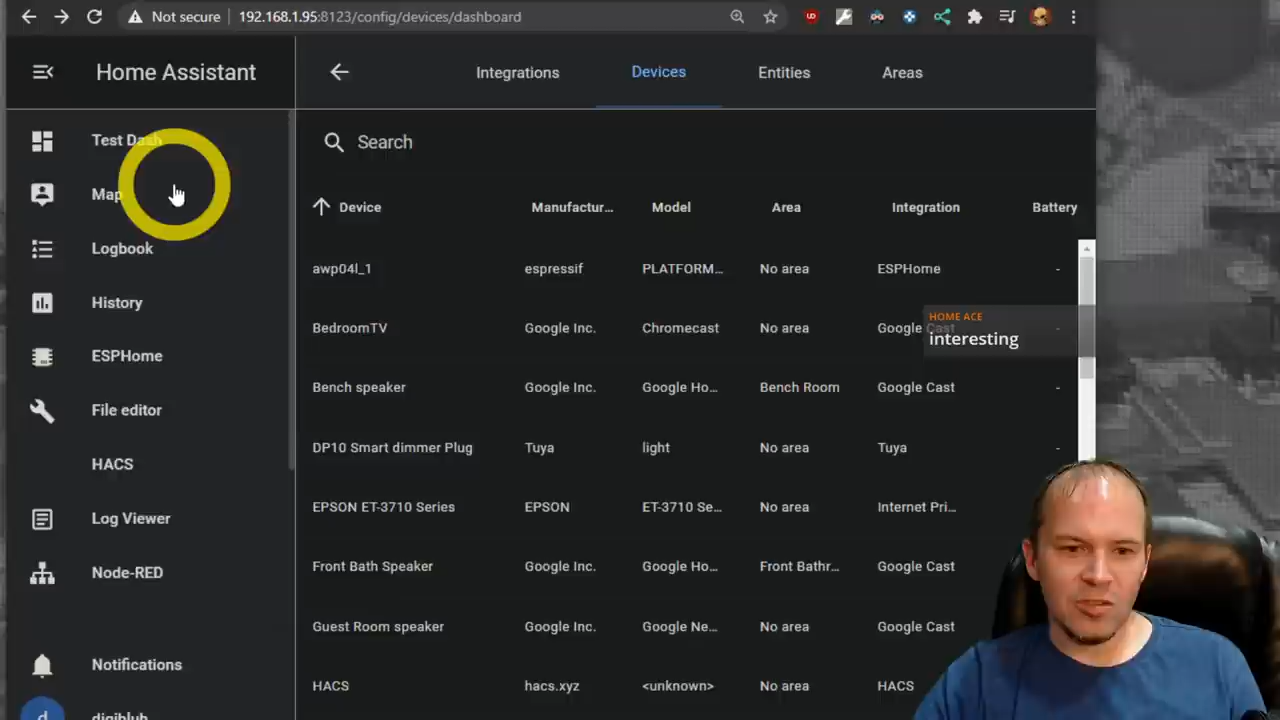 Not secure
192.168.1.95:8123/config/devices/dashboard
Home Assistant
Integrations
Devices
Entities
Areas
Test Dash
Map
Logbook
History
ESPHome
File editor
HACS
Log Viewer
Node-RED
Notifications
d
digiblub
Search
Device Manufactur... Model Area Integration Battery
awp04l_1 espressif PLATFORM... No area ESPHome -
BedroomTV Google Inc. Chromecast No area Google Cast -
HOME ACE
interesting
Bench speaker Google Inc. Google Ho... Bench Room Google Cast -
DP10 Smart dimmer Plug Tuya light No area Tuya -
EPSON ET-3710 Series EPSON ET-3710 Se... No area Internet Pri...
Front Bath Speaker Google Inc. Google Ho... Front Bathr... Google Cast
Guest Room speaker Google Inc. Google Ne... No area Google Cast
HACS hacs.xyz <unknown> No area HACS